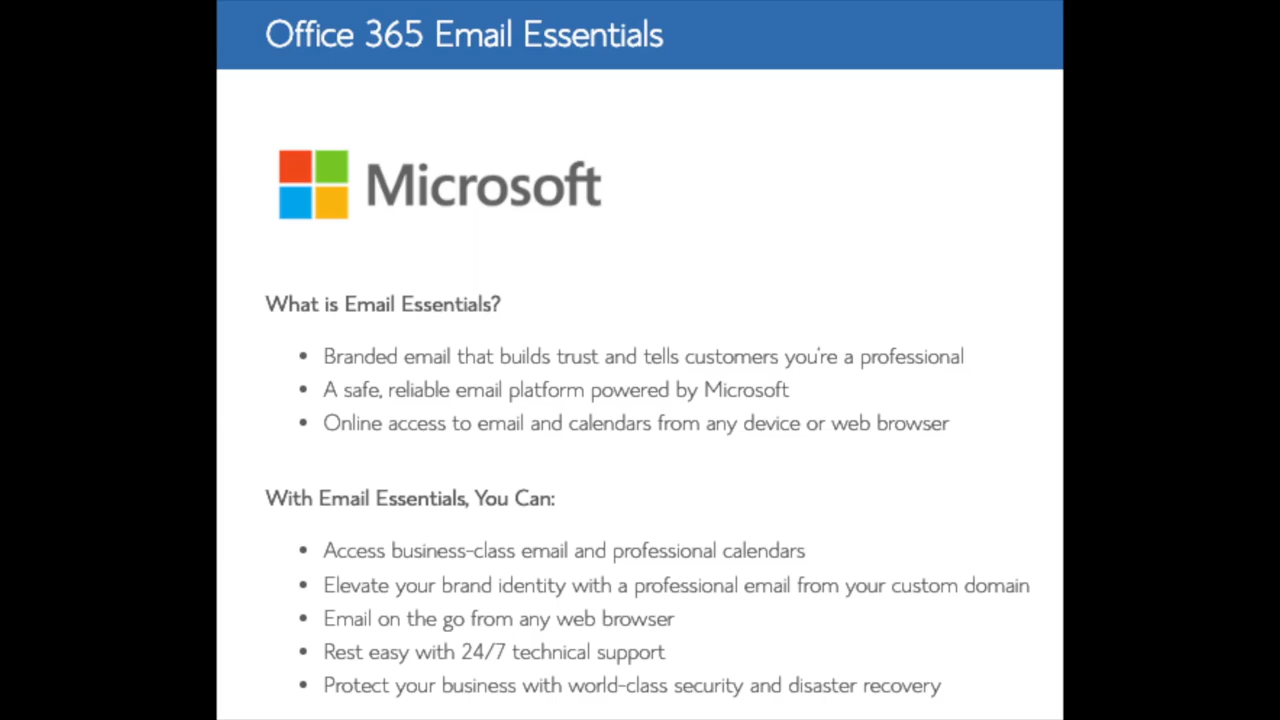 Office 365 Email Essentials
Microsoft
What is Email Essentials?
• Branded email that builds trust and tells customers you're a professional
• A safe, reliable email platform powered by Microsoft
• Online access to email and calendars from any device or web browser
With Email Essentials, You Can:
• Access business-class email and professional calendars
• Elevate your brand identity with a professional email from your custom domain
• Email on the go from any web browser
• Rest easy with 24/7 technical support
• Protect your business with world-class security and disaster recovery